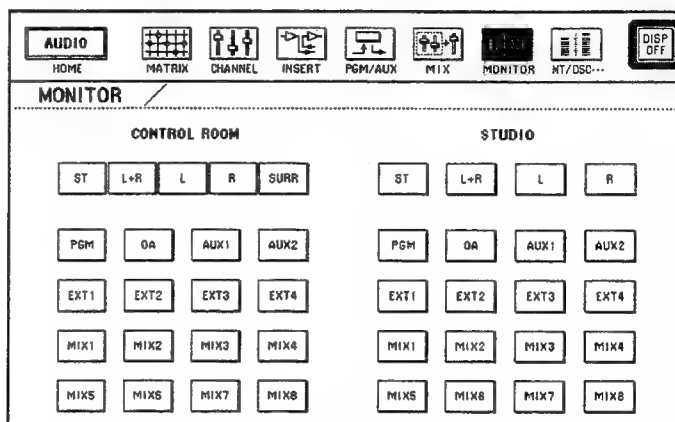 AUDIO
HOME
MATRIX
CHANNEL
INSERT
PGM/AUX
MIX
MONITOR
NT/OSC...
DISP
OFF
MONITOR
CONTROL ROOM
STUDIO
ST L+R L R SURR
ST L+R L R
PGM OA AUX1 AUX2
PGM OA AUX1 AUX2
EXT1 EXT2 EXT3 EXT4
EXT1 EXT2 EXT3 EXT4
MIX1 MIX2 MIX3 MIX4
MIX1 MIX2 MIX3 MIX4
MIX5 MIX6 MIX7 MIX8
MIX5 MIX6 MIX7 MIX8